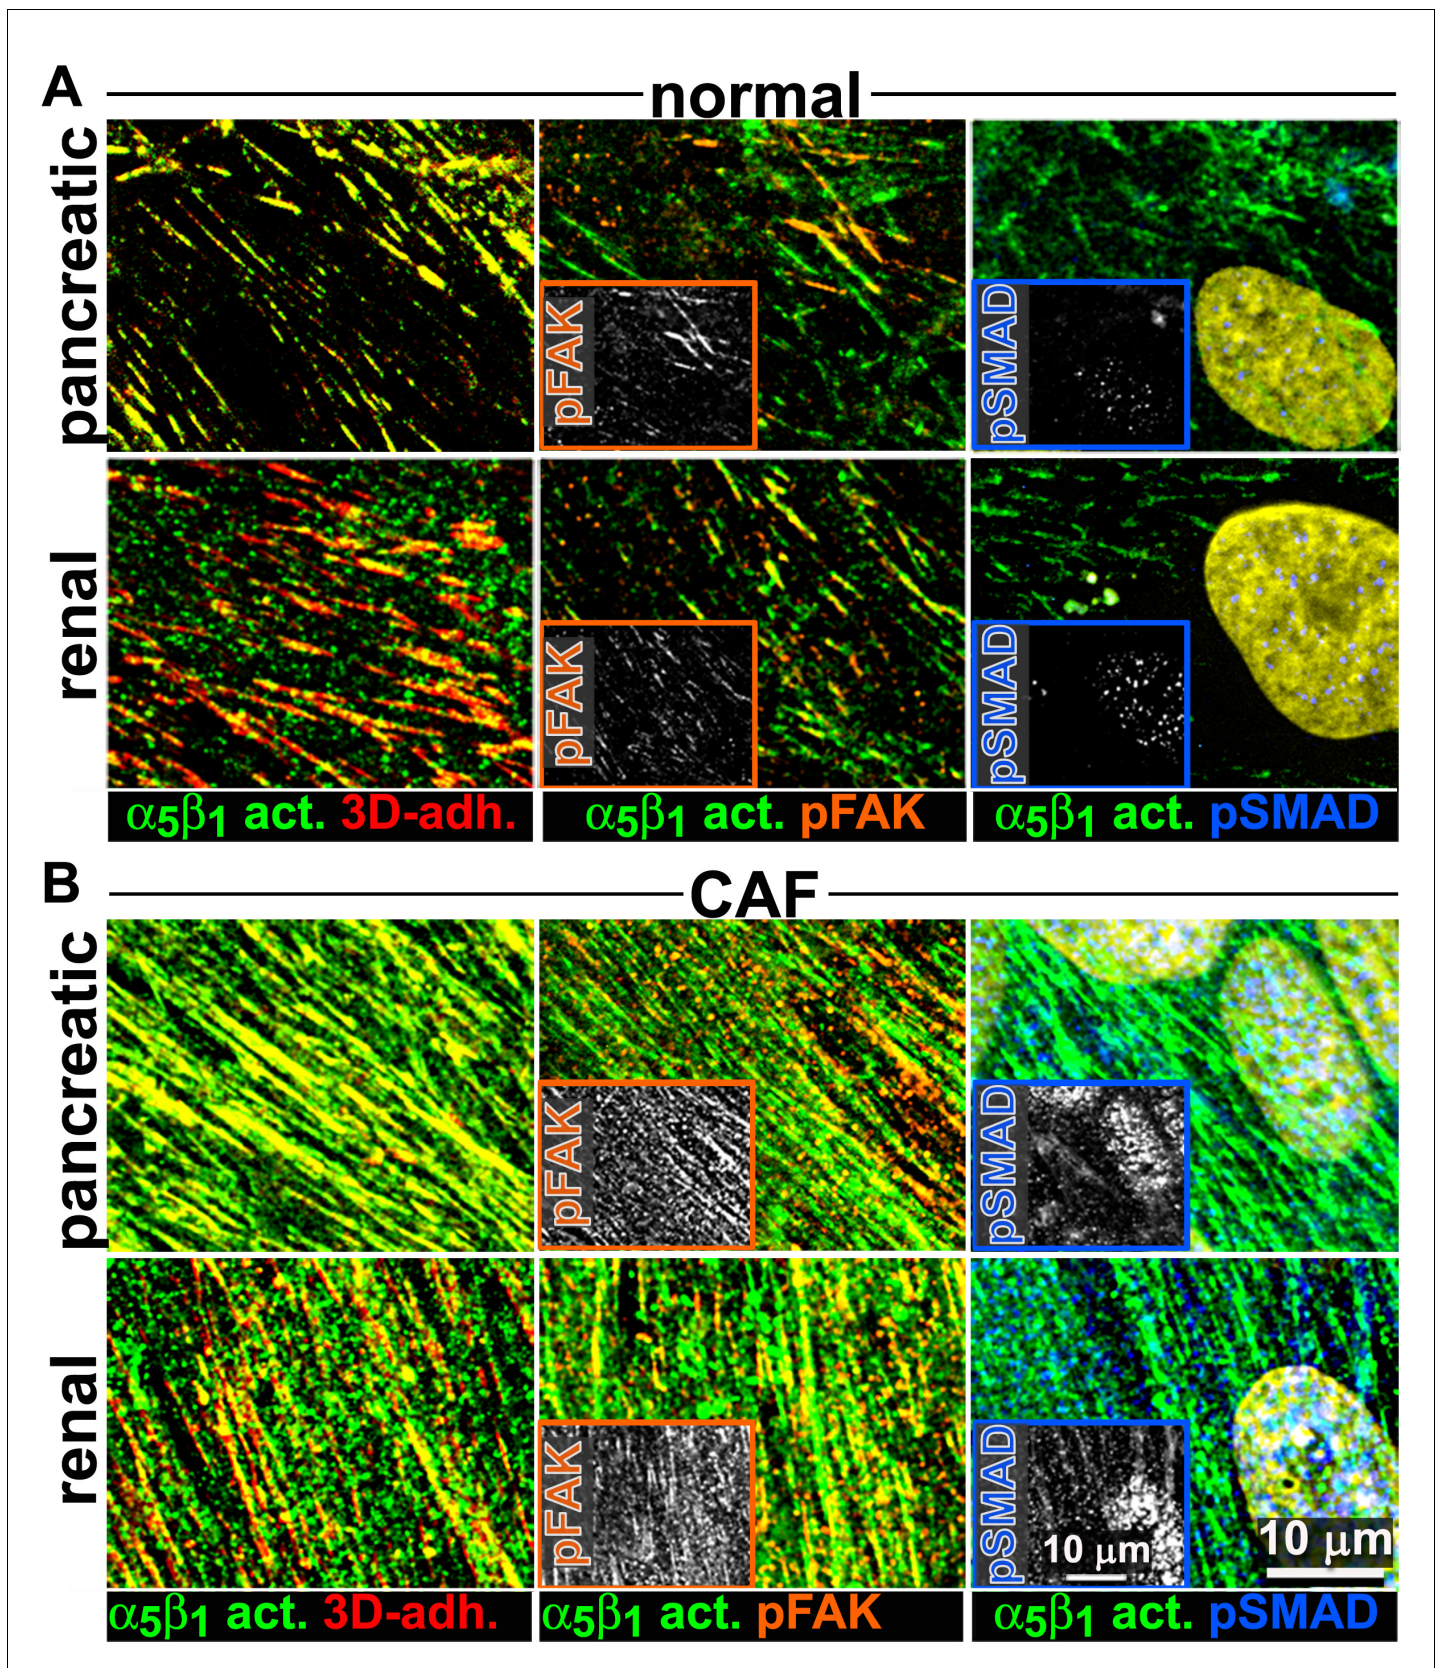 A
normal
pancreatic
pFAK
pSMAD
renal
pFAK
pSMAD
α5β1 act. 3D-adh.
α5β1 act. pFAK
α5β1 act. pSMAD
B
CAF
pancreatic
pFAK
pSMAD
renal
pFAK
pSMAD
10 μm
10 μm
α5β1 act. 3D-adh.
α5β1 act. pFAK
α5β1 act. pSMAD